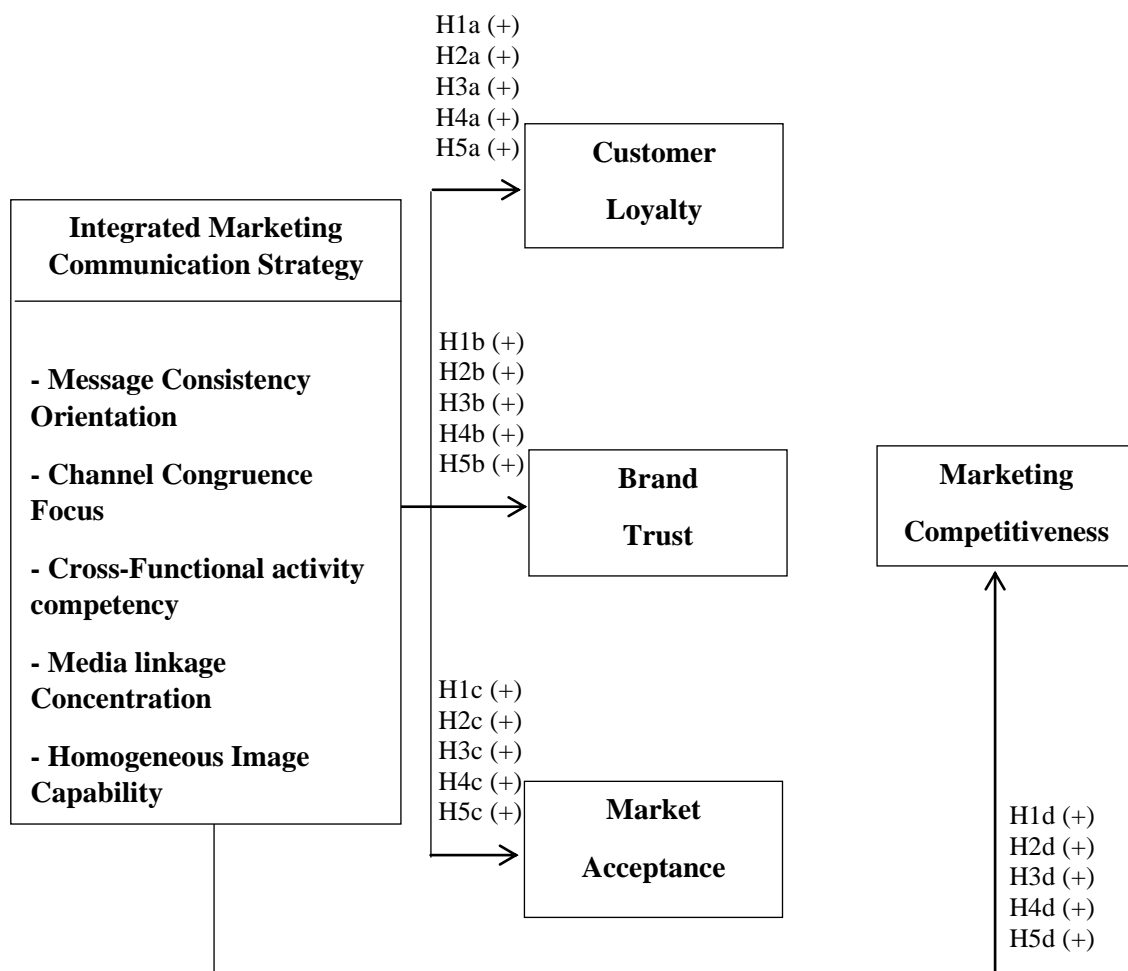 H1a (+)
H2a (+)
H3a (+)
H4a (+)
H5a (+)
Customer
Loyalty
Integrated Marketing
Communication Strategy
- Message Consistency
Orientation
- Channel Congruence
Focus
- Cross-Functional activity
competency
- Media linkage
Concentration
- Homogeneous Image
Capability
H1b (+)
H2b (+)
H3b (+)
H4b (+)
H5b (+)
Brand
Trust
Marketing
Competitiveness
H1c (+)
H2c (+)
H3c (+)
H4c (+)
H5c (+)
Market
Acceptance
H1d (+)
H2d (+)
H3d (+)
H4d (+)
H5d (+)